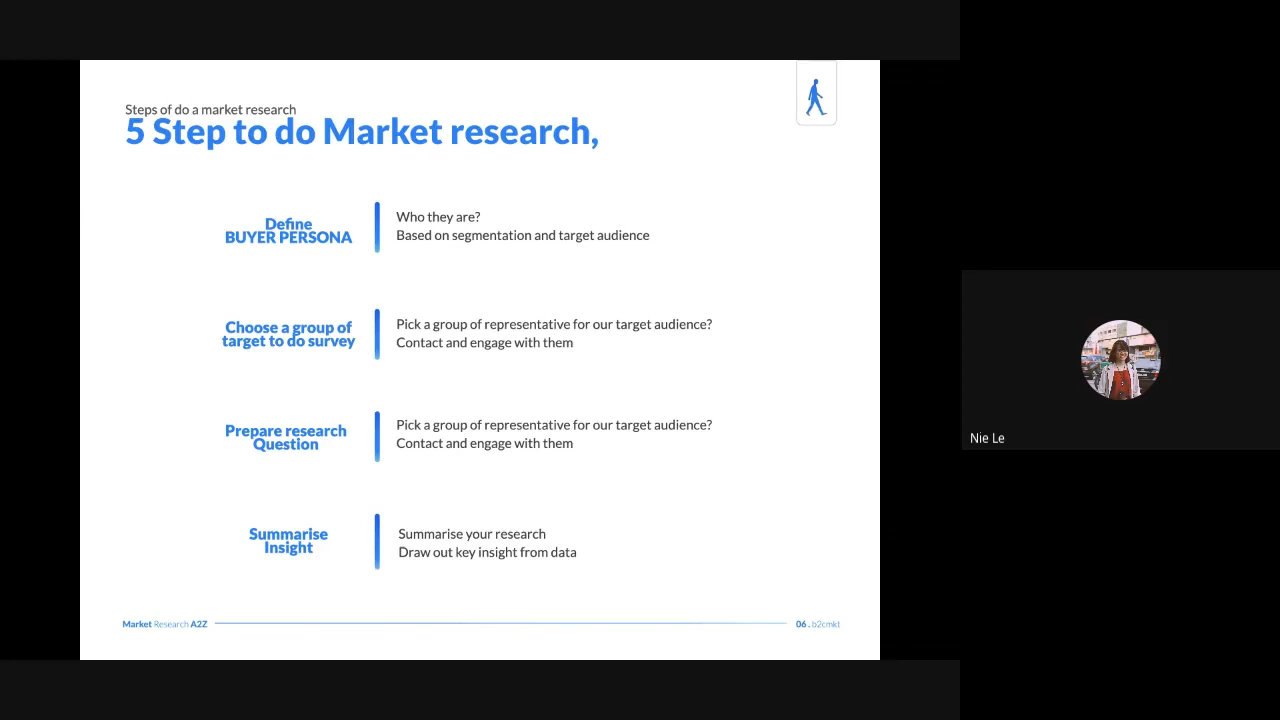 Steps of do a market research
5 Step to do Market research,
Define
BUYER PERSONA
Who they are?
Based on segmentation and target audience
Choose a group of
target to do survey
Pick a group of representative for our target audience?
Contact and engage with them
Prepare research
Question
Pick a group of representative for our target audience?
Contact and engage with them
Summarise
Insight
Summarise your research
Draw out key insight from data
Market Research A2Z
06 . b2cmkt
Nie Le